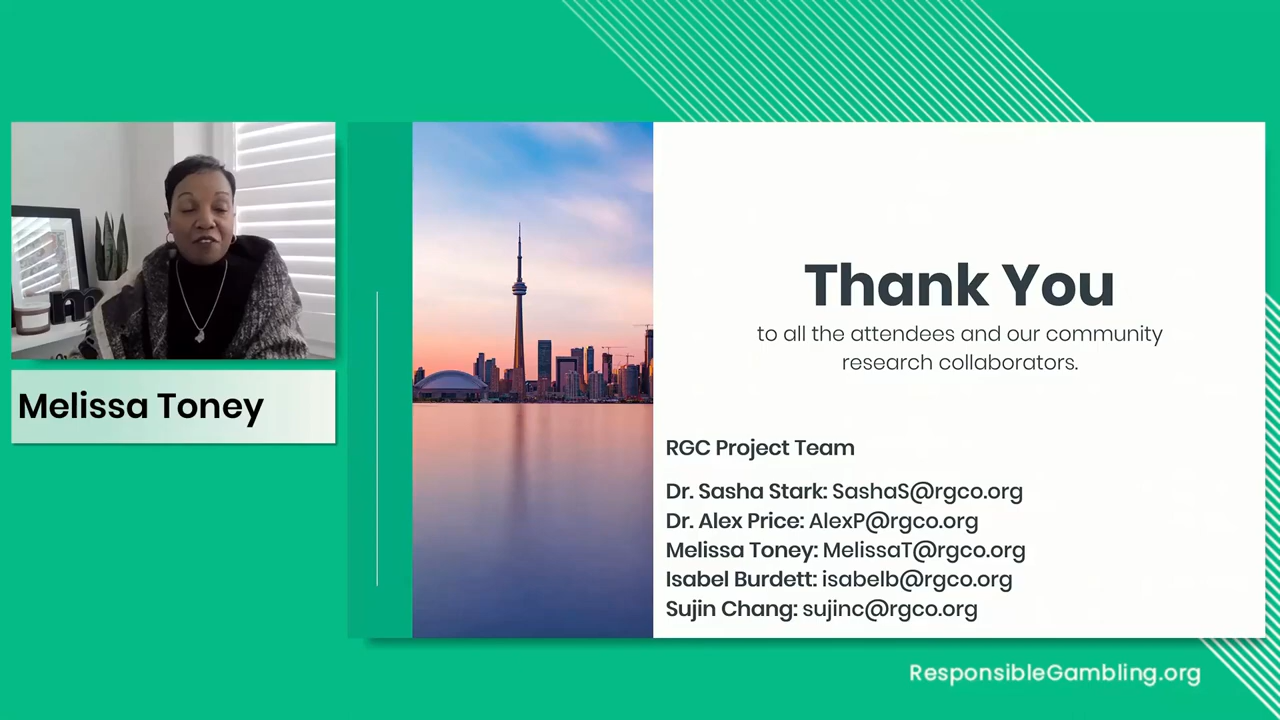 Melissa Toney
Thank You
to all the attendees and our community
research collaborators.
RGC Project Team
Dr. Sasha Stark: SashaS@rgco.org
Dr. Alex Price: AlexP@rgco.org
Melissa Toney: MelissaT@rgco.org
Isabel Burdett: isabelb@rgco.org
Sujin Chang: sujinc@rgco.org
ResponsibleGambling.org